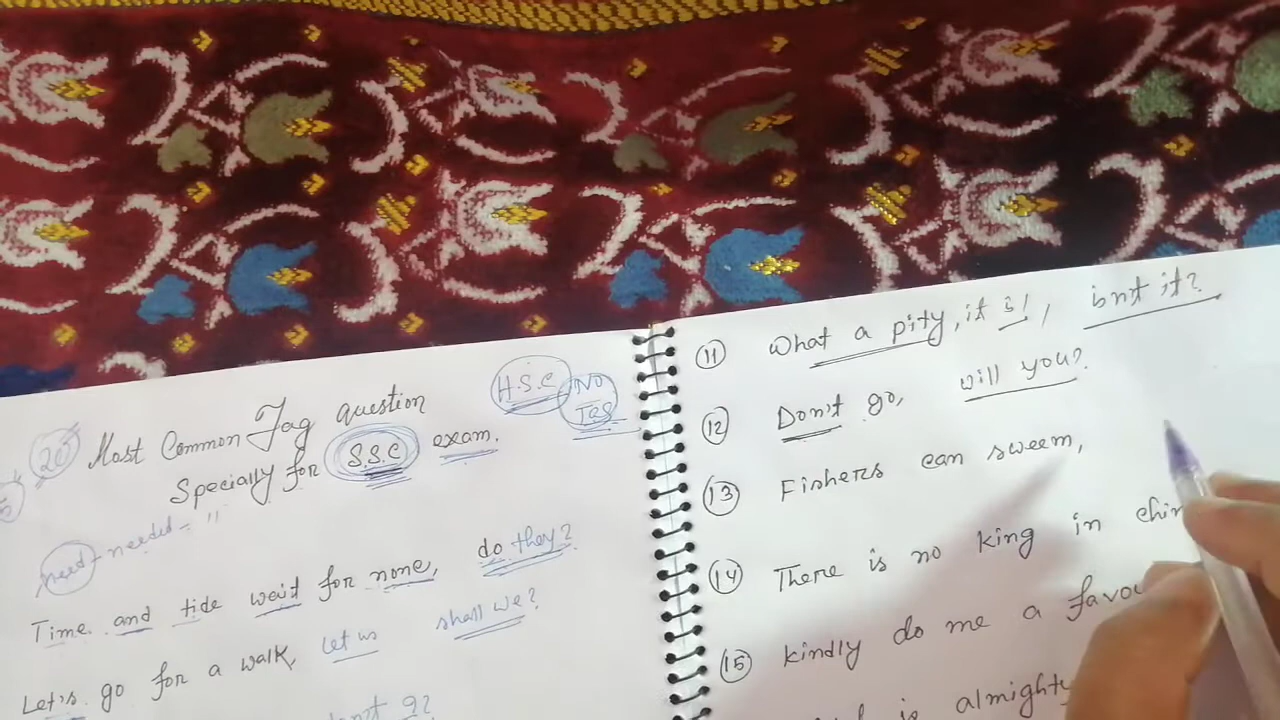 20
Most Common Tag question
H.S.C
NO
Specially for S.S.C exam.
need - needed - "
Time and tide wait for none, do they?
Let's go for a walk, let us shall we?
11 What a pity, it is!, isn't it?
12 Don't go, will you?
13 Fishers can sweem,
14 There is no king in
15 kindly do me a
is almighty